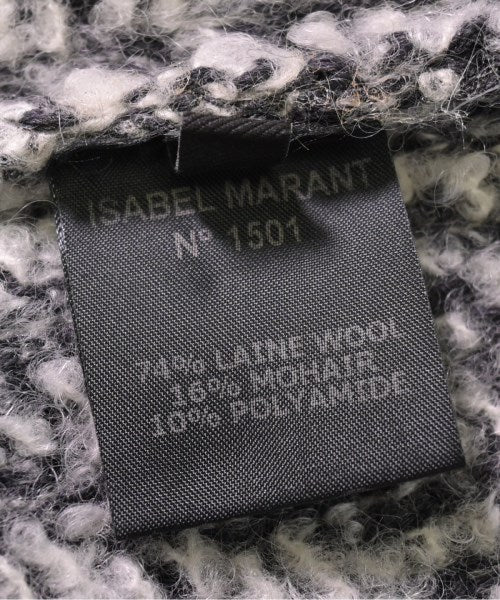 ISABEL MARANT
Nº 1501
74% LAINE WOOL
16% MOHAIR
10% POLYAMIDE